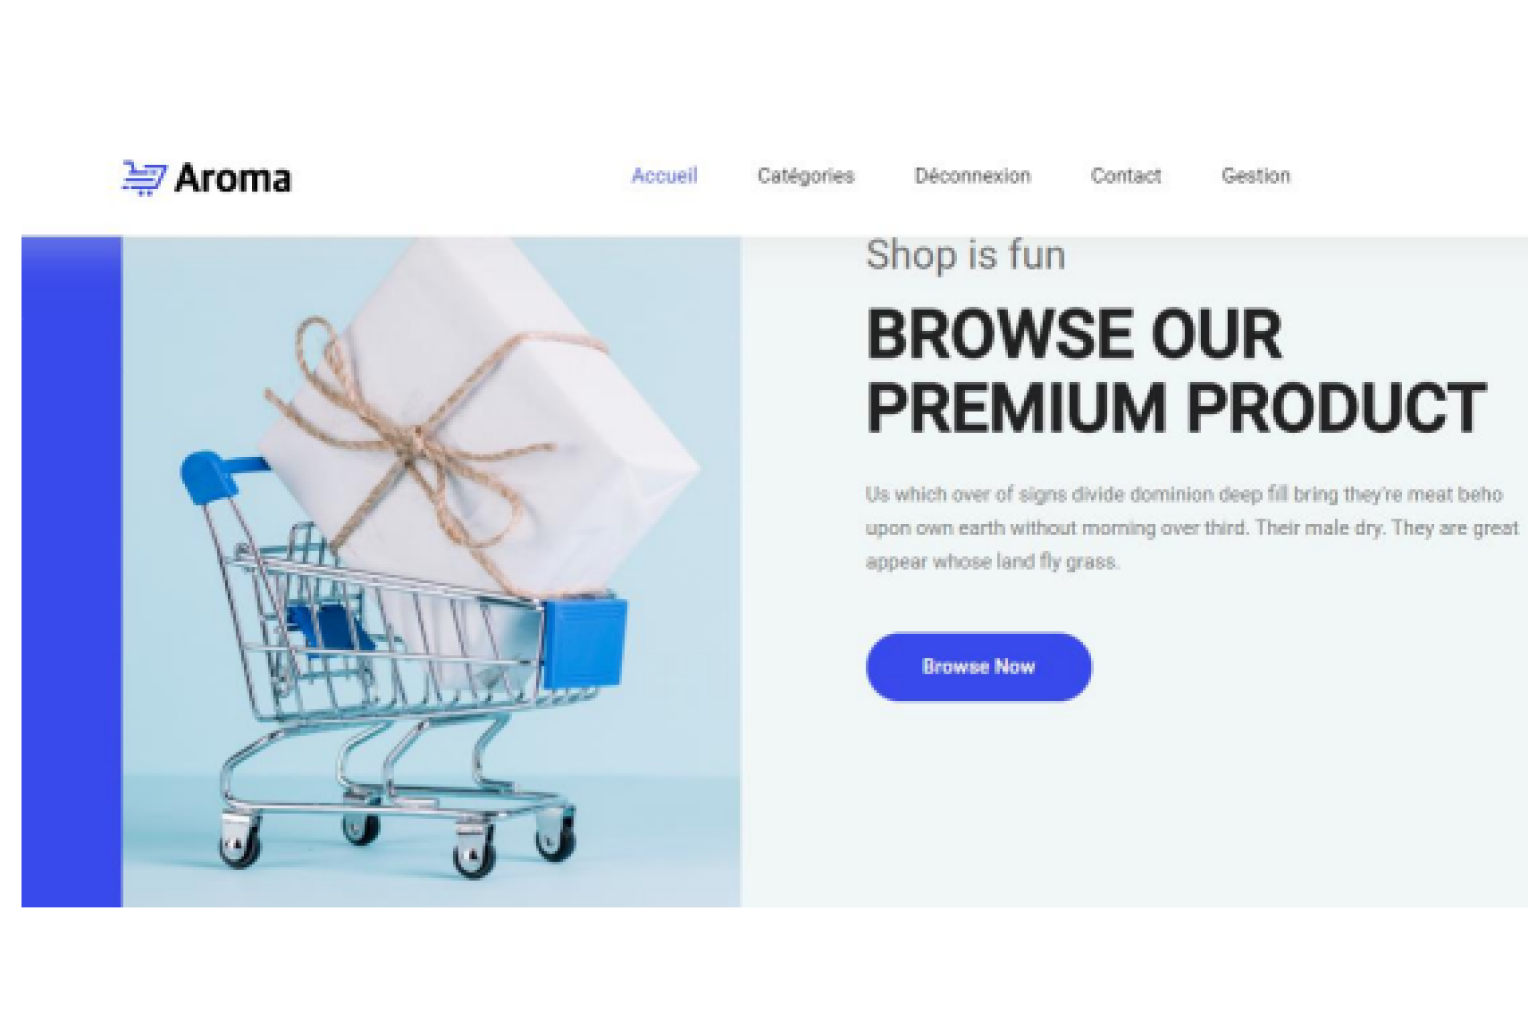 Aroma
Accueil Catégories Déconnexion Contact Gestion
Shop is fun
BROWSE OUR
PREMIUM PRODUCT
Us which over of signs divide dominion deep fill bring they're meat beho
upon own earth without morning over third. Their male dry. They are great
appear whose land fly grass.
Browse Now